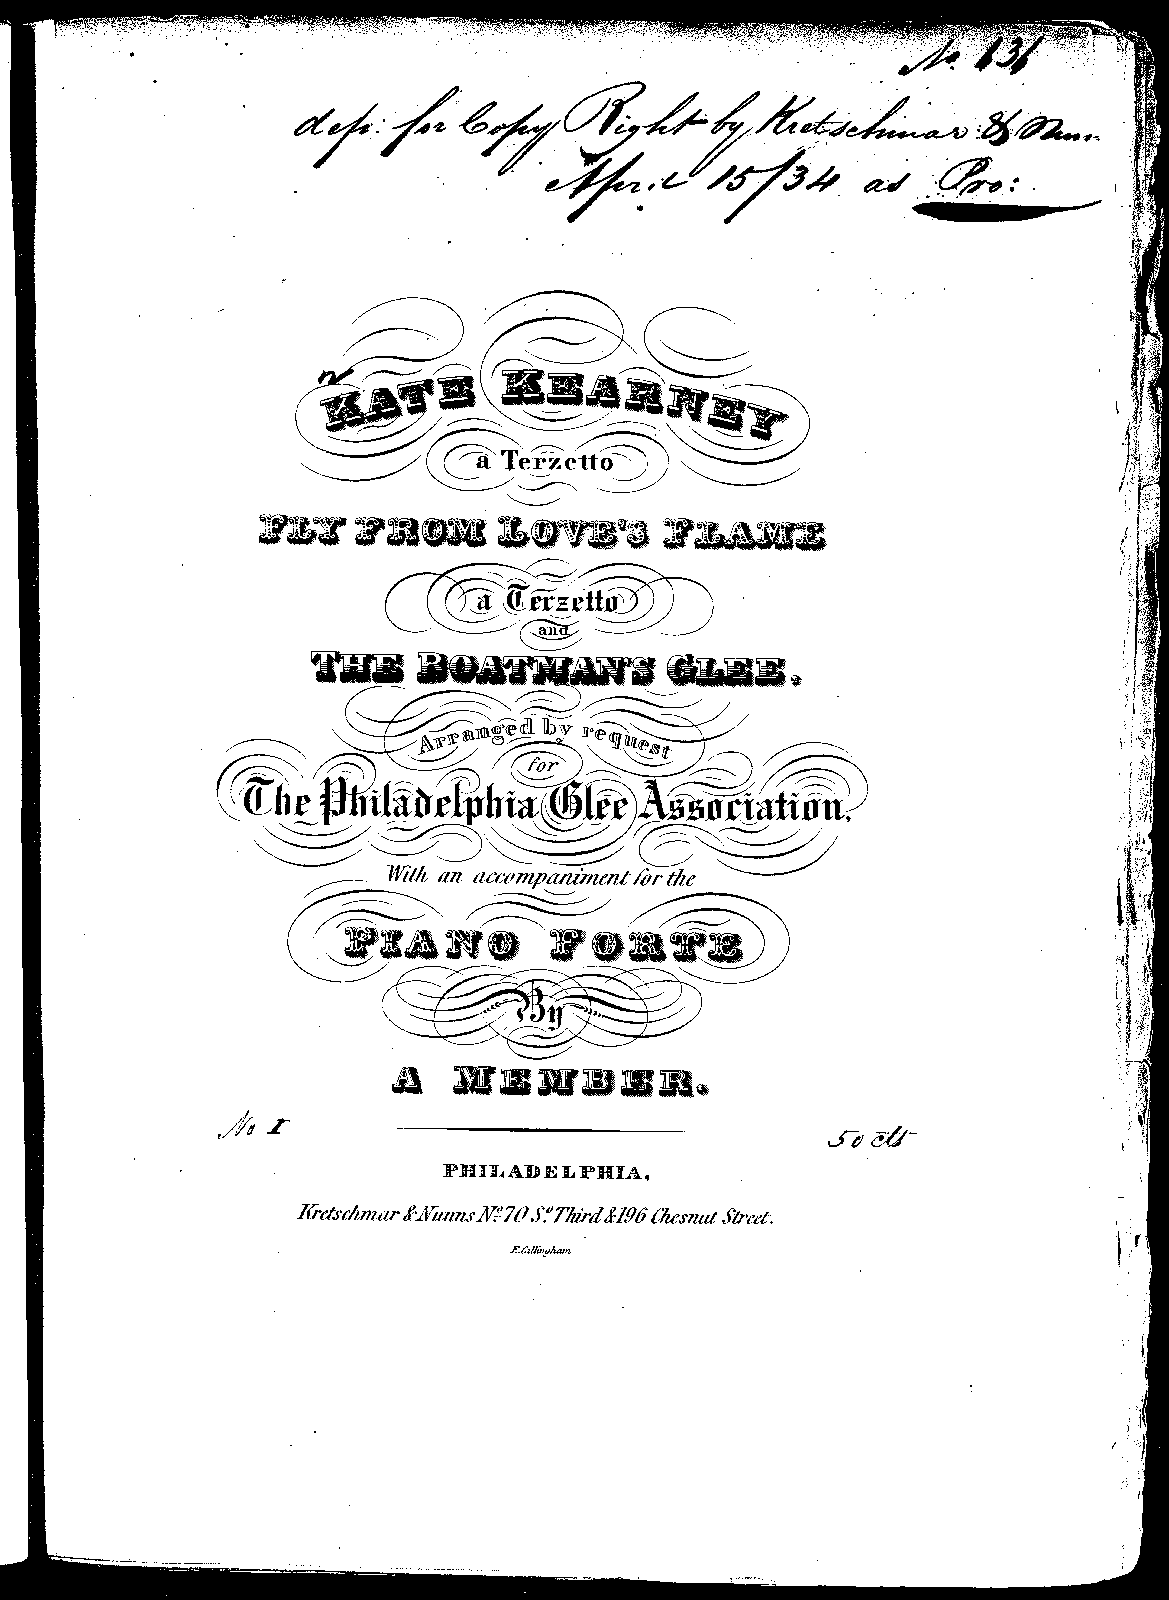 No. 131
dep: for Copy Right by Kretschmar & Nunns
April 15/34 as Pro:
KATE KEARNEY
a Terzetto
FLY FROM LOVE'S FLAME
a Terzetto
and
THE BOATMAN'S GLEE.
Arranged by request
for
The Philadelphia Glee Association,
With an accompaniment for the
PIANO FORTE
By
A MEMBER.
No 1
50 cts
PHILADELPHIA,
Kretschmar & Nunns No. 70 So. Third & 196 Chesnut Street.
E. Gillingham